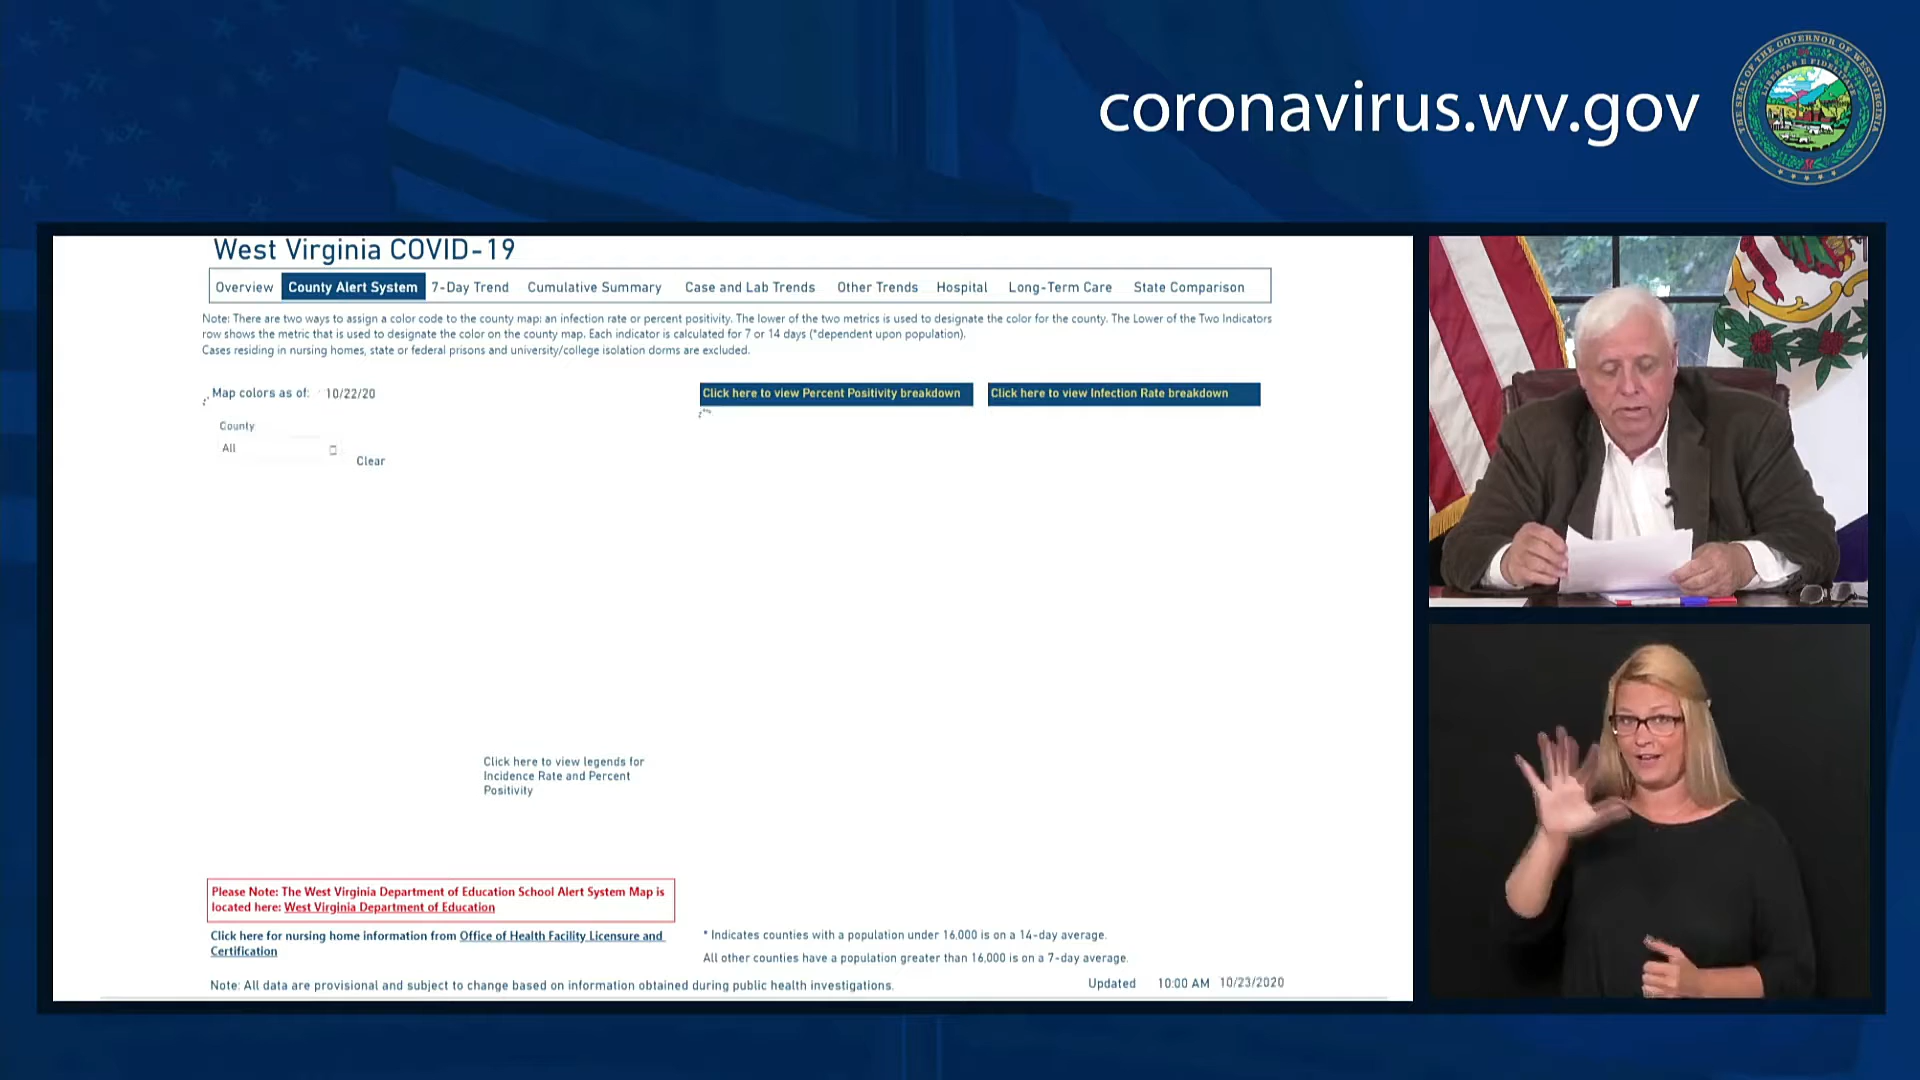 coronavirus.wv.gov
THE SEAL OF THE GOVERNOR OF WEST VIRGINIA
West Virginia COVID-19
Overview County Alert System 7-Day Trend Cumulative Summary Case and Lab Trends Other Trends Hospital Long-Term Care State Comparison
Note: There are two ways to assign a color code to the county map: an infection rate or percent positivity. The lower of the two metrics is used to designate the color for the county. The Lower of the Two Indicators
row shows the metric that is used to designate the color on the county map. Each indicator is calculated for 7 or 14 days (*dependent upon population).
Cases residing in nursing homes, state or federal prisons and university/college isolation dorms are excluded.
Map colors as of: 10/22/20
Click here to view Percent Positivity breakdown Click here to view Infection Rate breakdown
County
All
Clear
Click here to view legends for
Incidence Rate and Percent
Positivity
Please Note: The West Virginia Department of Education School Alert System Map is
located here: West Virginia Department of Education
Click here for nursing home information from Office of Health Facility Licensure and
Certification
* Indicates counties with a population under 16,000 is on a 14-day average.
All other counties have a population greater than 16,000 is on a 7-day average.
Note: All data are provisional and subject to change based on information obtained during public health investigations.
Updated 10:00 AM 10/23/2020